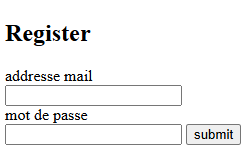 Register
addresse mail
mot de passe
submit